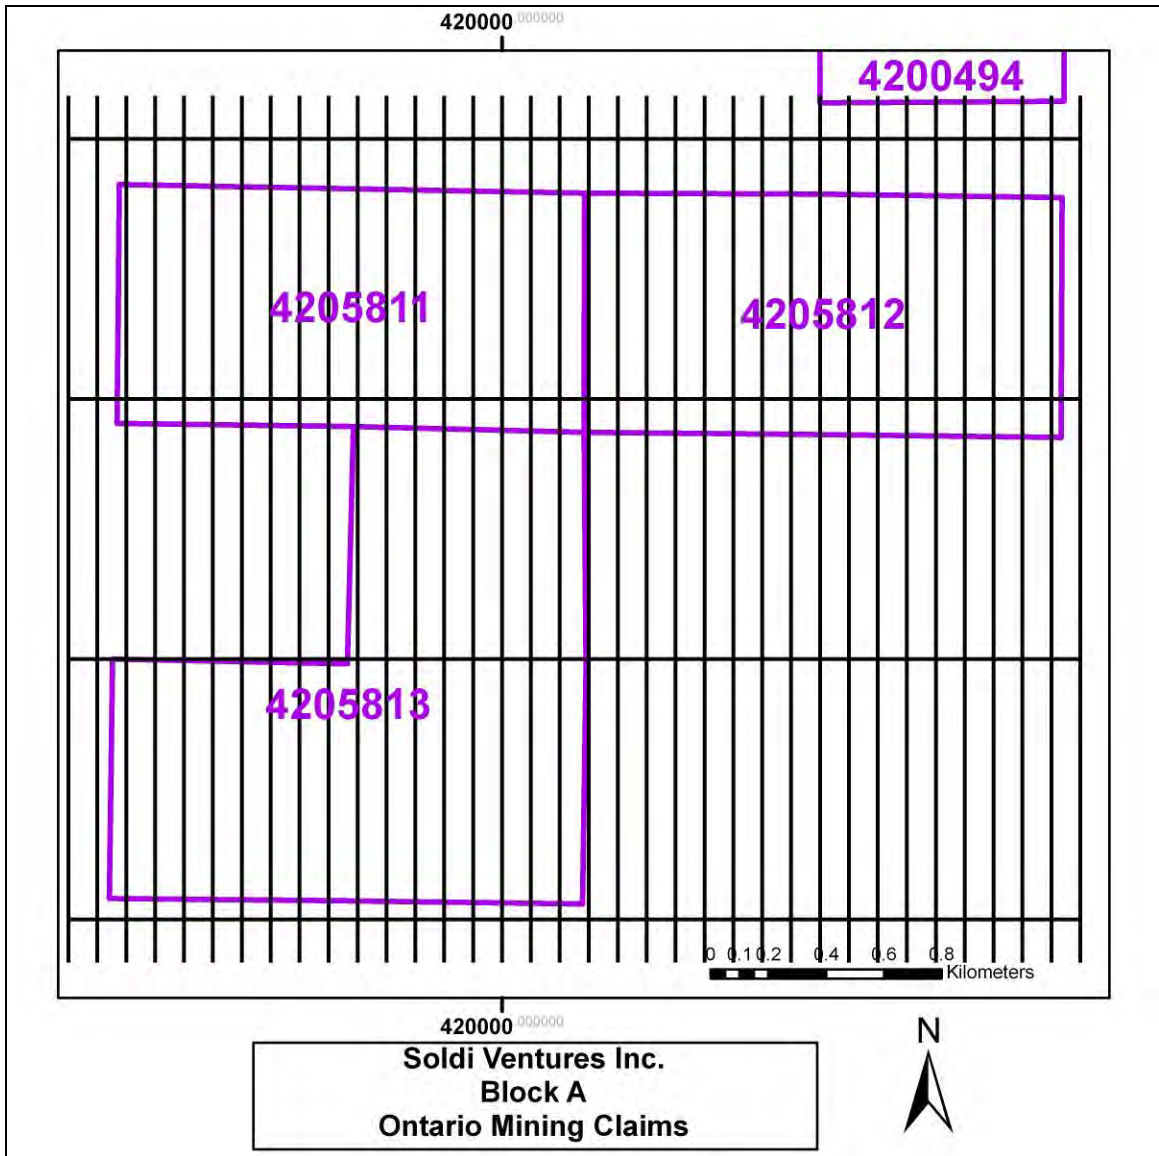 420000.000000
4200494
4205811
4205812
4205813
0 0.1 0.2 0.4 0.6 0.8
Kilometers
420000.000000
N
Soldi Ventures Inc.
Block A
Ontario Mining Claims